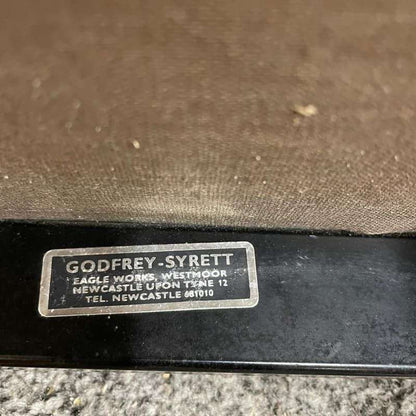 GODFREY-SYRETT
EAGLE WORKS, WESTMOOR
NEWCASTLE UPON TYNE 12
TEL. NEWCASTLE 681010